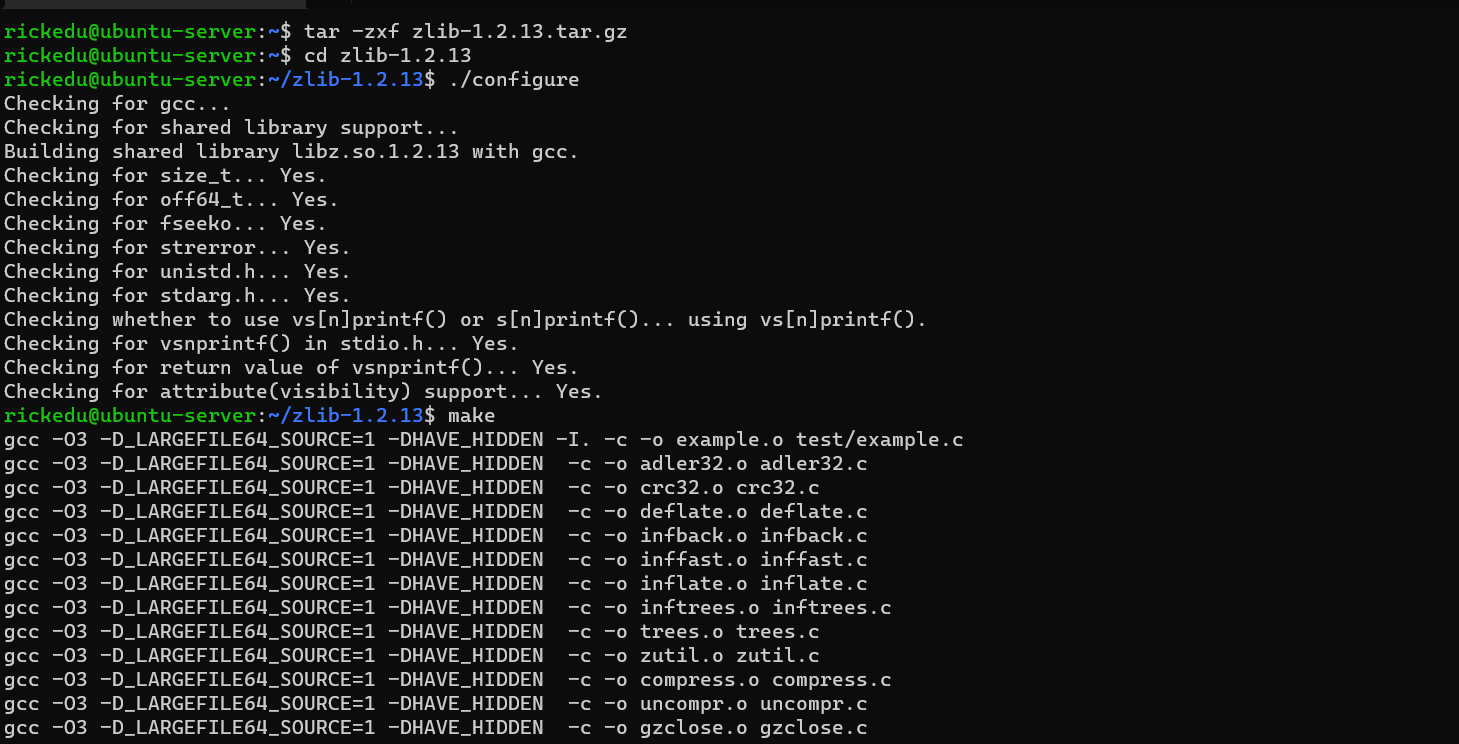 rickedu@ubuntu-server:~$ tar -zxf zlib-1.2.13.tar.gz
rickedu@ubuntu-server:~$ cd zlib-1.2.13
rickedu@ubuntu-server:~/zlib-1.2.13$ ./configure
Checking for gcc...
Checking for shared library support...
Building shared library libz.so.1.2.13 with gcc.
Checking for size_t... Yes.
Checking for off64_t... Yes.
Checking for fseeko... Yes.
Checking for strerror... Yes.
Checking for unistd.h... Yes.
Checking for stdarg.h... Yes.
Checking whether to use vs[n]printf() or s[n]printf()... using vs[n]printf().
Checking for vsnprintf() in stdio.h... Yes.
Checking for return value of vsnprintf()... Yes.
Checking for attribute(visibility) support... Yes.
rickedu@ubuntu-server:~/zlib-1.2.13$ make
gcc -O3 -D_LARGEFILE64_SOURCE=1 -DHAVE_HIDDEN -I. -c -o example.o test/example.c
gcc -O3 -D_LARGEFILE64_SOURCE=1 -DHAVE_HIDDEN  -c -o adler32.o adler32.c
gcc -O3 -D_LARGEFILE64_SOURCE=1 -DHAVE_HIDDEN  -c -o crc32.o crc32.c
gcc -O3 -D_LARGEFILE64_SOURCE=1 -DHAVE_HIDDEN  -c -o deflate.o deflate.c
gcc -O3 -D_LARGEFILE64_SOURCE=1 -DHAVE_HIDDEN  -c -o infback.o infback.c
gcc -O3 -D_LARGEFILE64_SOURCE=1 -DHAVE_HIDDEN  -c -o inffast.o inffast.c
gcc -O3 -D_LARGEFILE64_SOURCE=1 -DHAVE_HIDDEN  -c -o inflate.o inflate.c
gcc -O3 -D_LARGEFILE64_SOURCE=1 -DHAVE_HIDDEN  -c -o inftrees.o inftrees.c
gcc -O3 -D_LARGEFILE64_SOURCE=1 -DHAVE_HIDDEN  -c -o trees.o trees.c
gcc -O3 -D_LARGEFILE64_SOURCE=1 -DHAVE_HIDDEN  -c -o zutil.o zutil.c
gcc -O3 -D_LARGEFILE64_SOURCE=1 -DHAVE_HIDDEN  -c -o compress.o compress.c
gcc -O3 -D_LARGEFILE64_SOURCE=1 -DHAVE_HIDDEN  -c -o uncompr.o uncompr.c
gcc -O3 -D_LARGEFILE64_SOURCE=1 -DHAVE_HIDDEN  -c -o gzclose.o gzclose.c